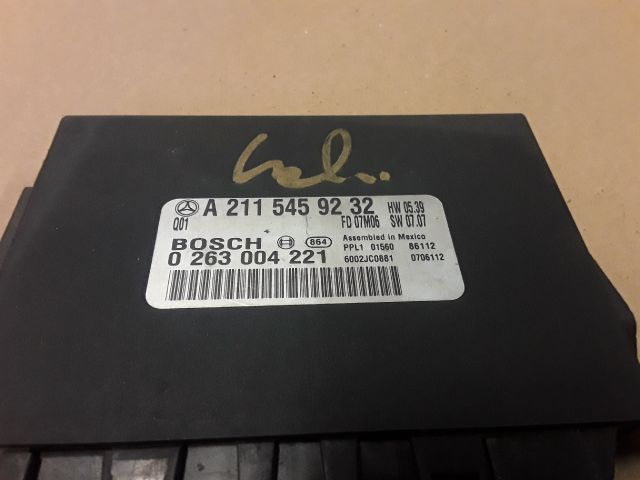 A 211 545 92 32 HW 05.39
Q01 FD 07M06 SW 07.07
BOSCH 864 Assembled in Mexico
0 263 004 221 PPL1 01560 86112
6002JC0881 0706112